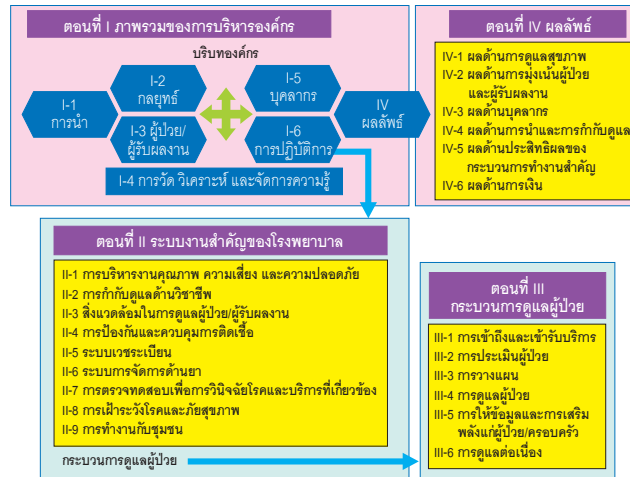 ตอนที่ I ภาพรวมของการบริหารองค์กร
บริบทองค์กร
I-1
การนำ
I-2
กลยุทธ์
I-3 ผู้ป่วย/
ผู้รับผลงาน
I-5
บุคลากร
I-6
การปฏิบัติการ
IV
ผลลัพธ์
I-4 การวัด วิเคราะห์ และจัดการความรู้
ตอนที่ IV ผลลัพธ์
IV-1 ผลด้านการดูแลสุขภาพ
IV-2 ผลด้านการมุ่งเน้นผู้ป่วย
และผู้รับผลงาน
IV-3 ผลด้านบุคลากร
IV-4 ผลด้านการนำและการกำกับดูแล
IV-5 ผลด้านประสิทธิผลของ
กระบวนการทำงานสำคัญ
IV-6 ผลด้านการเงิน
ตอนที่ II ระบบงานสำคัญของโรงพยาบาล
II-1 การบริหารงานคุณภาพ ความเสี่ยง และความปลอดภัย
II-2 การกำกับดูแลด้านวิชาชีพ
II-3 สิ่งแวดล้อมในการดูแลผู้ป่วย/ผู้รับผลงาน
II-4 การป้องกันและควบคุมการติดเชื้อ
II-5 ระบบเวชระเบียน
II-6 ระบบการจัดการด้านยา
II-7 การตรวจทดสอบเพื่อการวินิจฉัยโรคและบริการที่เกี่ยวข้อง
II-8 การเฝ้าระวังโรคและภัยสุขภาพ
II-9 การทำงานกับชุมชน
กระบวนการดูแลผู้ป่วย
ตอนที่ III
กระบวนการดูแลผู้ป่วย
III-1 การเข้าถึงและเข้ารับบริการ
III-2 การประเมินผู้ป่วย
III-3 การวางแผน
III-4 การดูแลผู้ป่วย
III-5 การให้ข้อมูลและการเสริม
พลังแก่ผู้ป่วย/ครอบครัว
III-6 การดูแลต่อเนื่อง